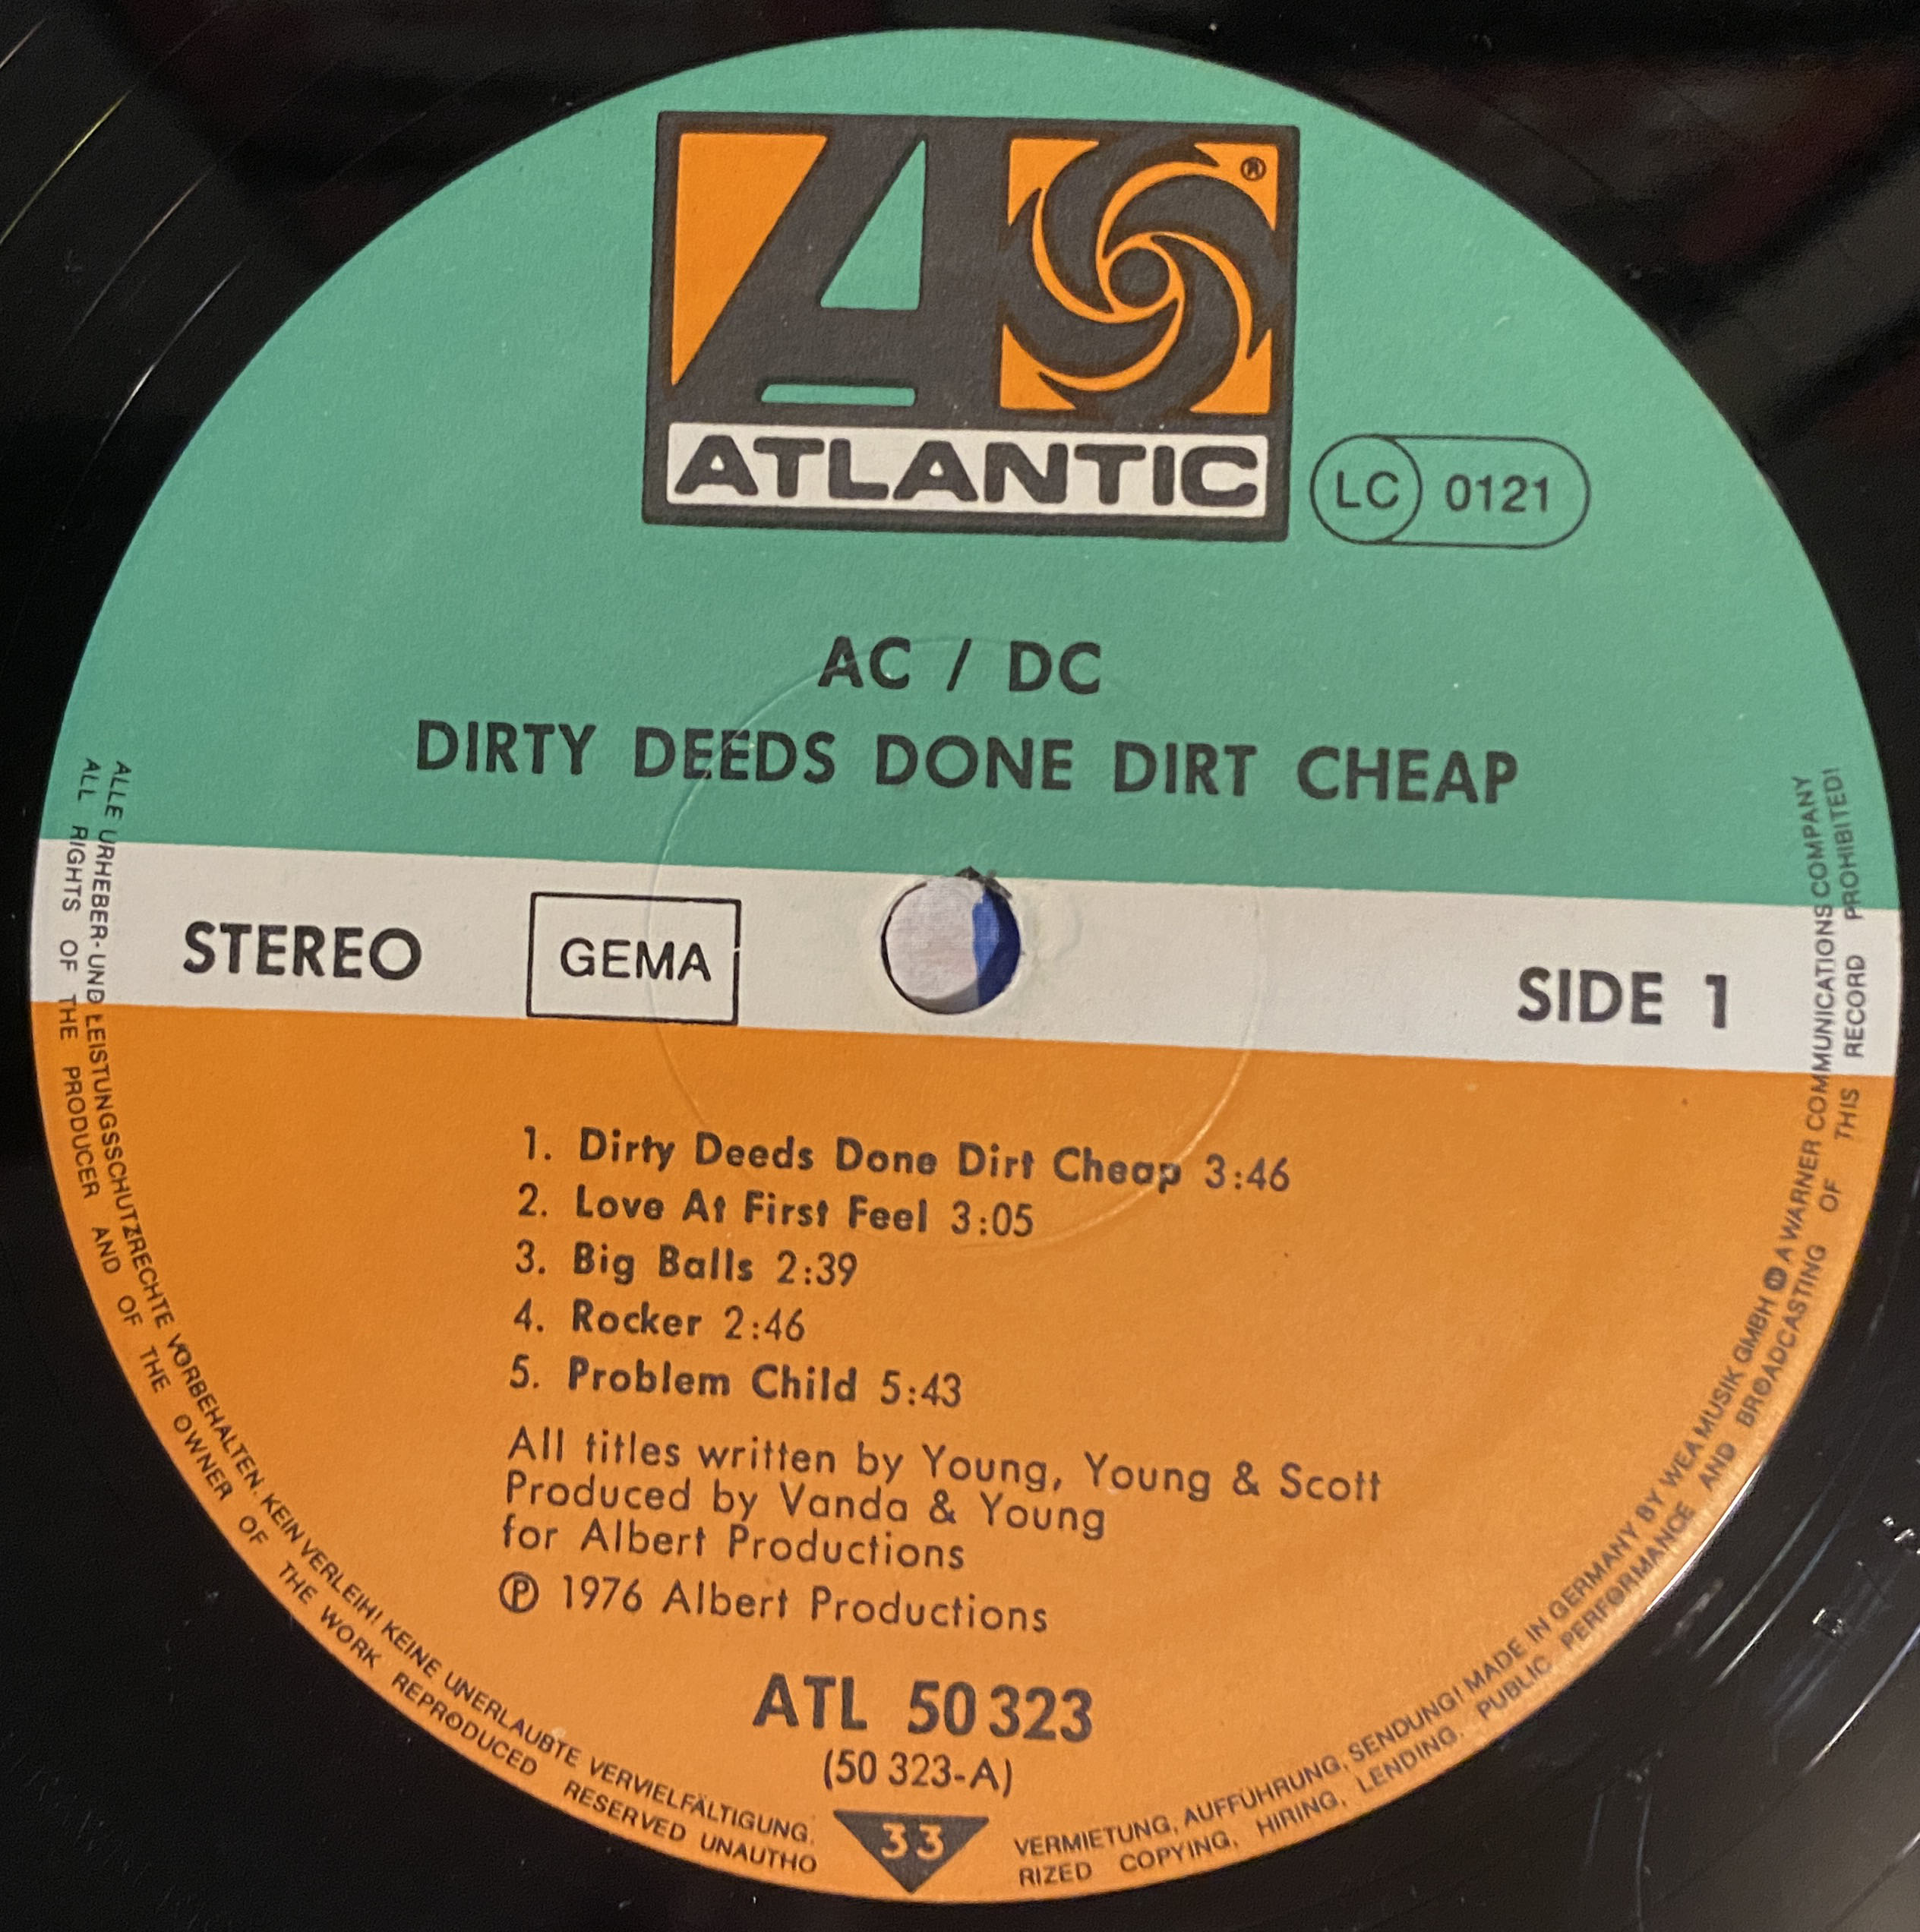 ®
ATLANTIC
LC 0121
AC / DC
DIRTY DEEDS DONE DIRT CHEAP
STEREO GEMA SIDE 1
1. Dirty Deeds Done Dirt Cheap 3:46
2. Love At First Feel 3:05
3. Big Balls 2:39
4. Rocker 2:46
5. Problem Child 5:43
All titles written by Young, Young & Scott
Produced by Vanda & Young
for Albert Productions
Ⓟ 1976 Albert Productions
ATL 50 323
(50 323-A)
33
ALLE URHEBER- UND LEISTUNGSSCHUTZRECHTE VORBEHALTEN. KEIN VERLEIH! KEINE UNERLAUBTE VERVIELFÄLTIGUNG, VERMIETUNG, AUFFÜHRUNG, SENDUNG! MADE IN GERMANY BY WEA MUSIK GMBH A WARNER COMMUNICATIONS COMPANY
ALL RIGHTS OF THE PRODUCER AND OF THE OWNER OF THE WORK REPRODUCED RESERVED UNAUTHORIZED COPYING, HIRING, LENDING, PUBLIC PERFORMANCE AND BROADCASTING OF THIS RECORD PROHIBITED!